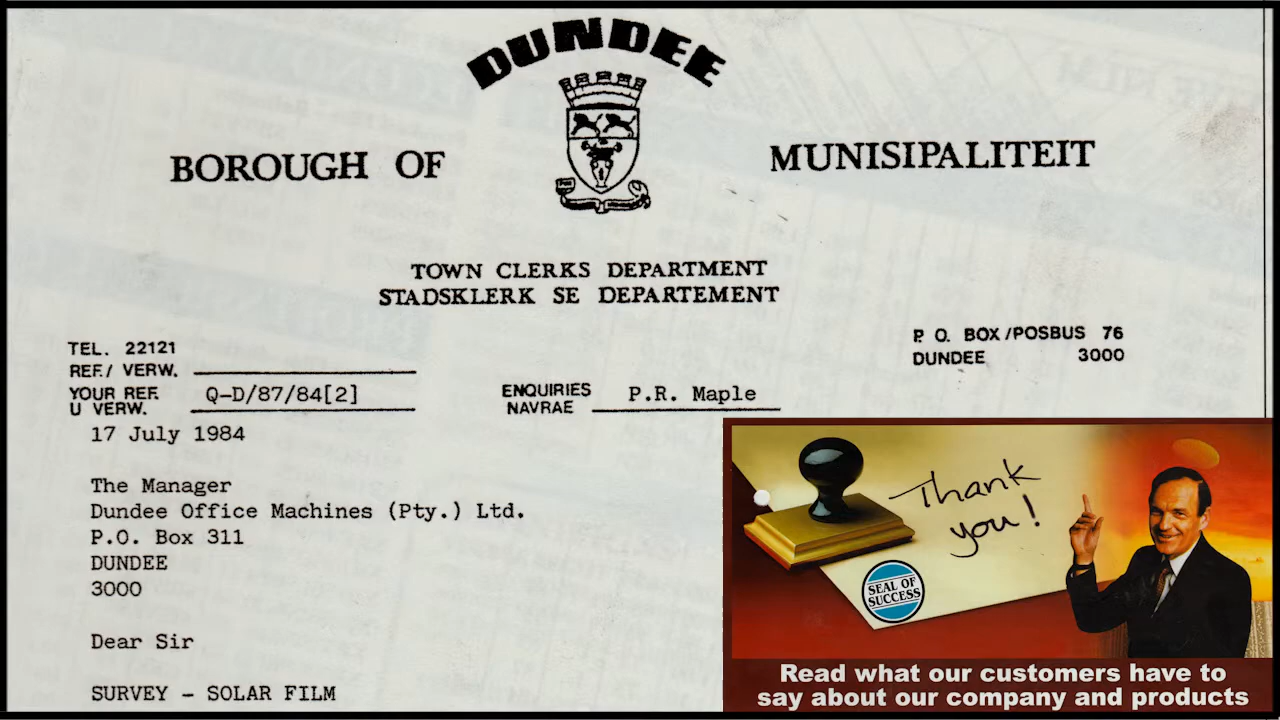 DUNDEE
BOROUGH OF
MUNISIPALITEIT
TOWN CLERKS DEPARTMENT
STADSKLERK SE DEPARTEMENT
TEL. 22121
REF./ VERW.
YOUR REF.
U VERW.
Q-D/87/84[2]
ENQUIRIES
NAVRAE
P.R. Maple
P. O. BOX/POSBUS 76
DUNDEE 3000
17 July 1984
The Manager
Dundee Office Machines (Pty.) Ltd.
P.O. Box 311
DUNDEE
3000
Dear Sir
SURVEY - SOLAR FILM
Thank
you!
SEAL OF
SUCCESS
Read what our customers have to
say about our company and products